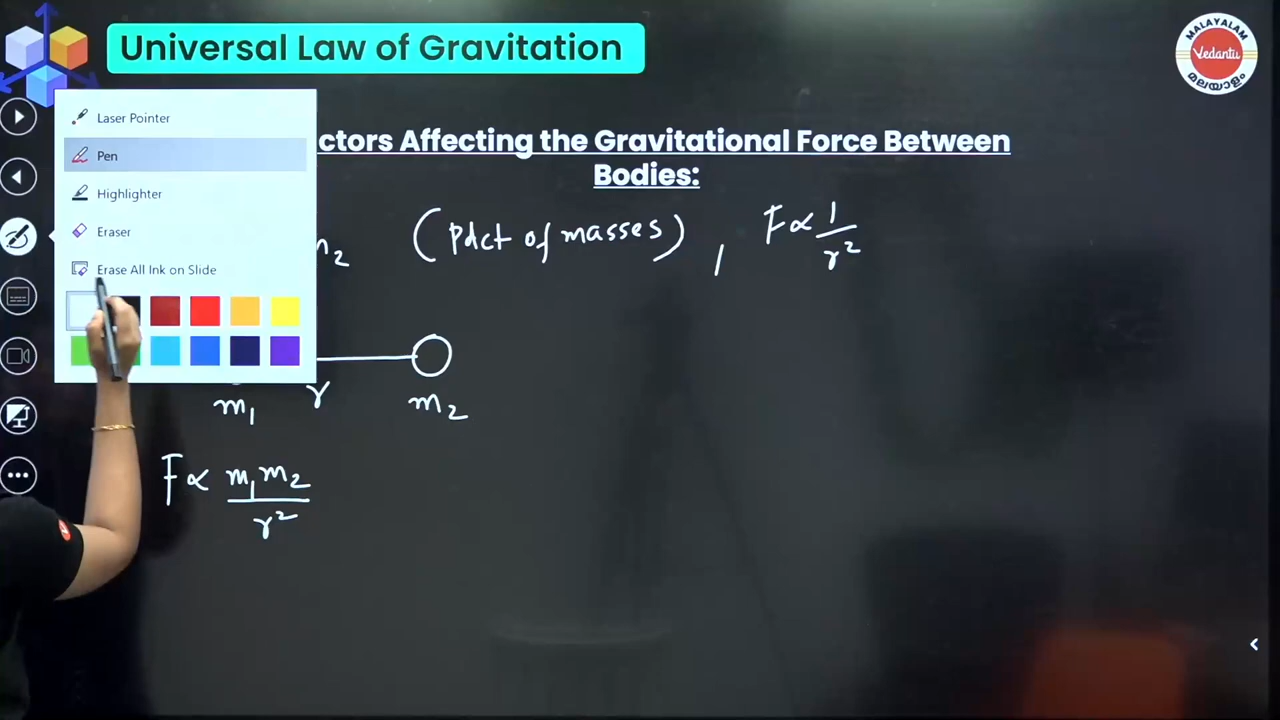 Universal Law of Gravitation
MALAYALAM
Vedantu
മലയാളം
ctors Affecting the Gravitational Force Between
Bodies:
Laser Pointer
Pen
Highlighter
Eraser
Erase All Ink on Slide
m₂ (Pdct of masses) , F∝ 1/r²
m₁ r m₂
F∝ m₁m₂/r²